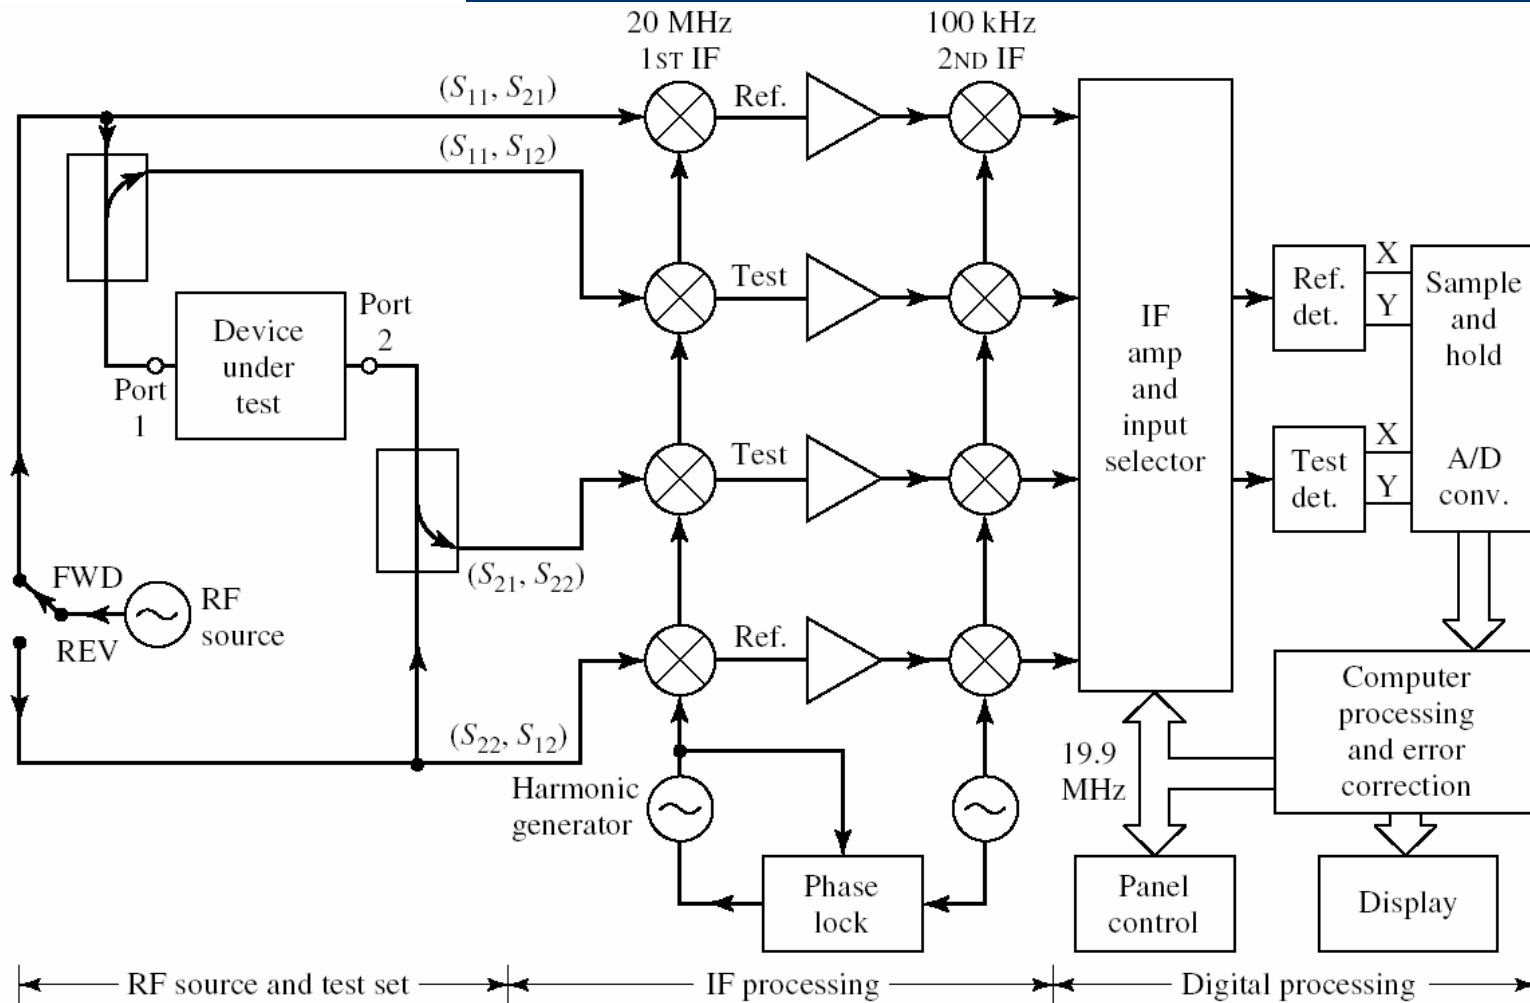 20 MHz
1ST IF
100 kHz
2ND IF
(S11, S21)
Ref.
(S11, S12)
Test
Port
2
Device
under
test
Port
1
IF
amp
and
input
selector
Ref.
det.
X
Y
Sample
and
hold
Test
Test
det.
X
Y
A/D
conv.
FWD
REV
RF
source
(S21, S22)
Ref.
(S22, S12)
Harmonic
generator
19.9
MHz
Computer
processing
and error
correction
Phase
lock
Panel
control
Display
RF source and test set
IF processing
Digital processing